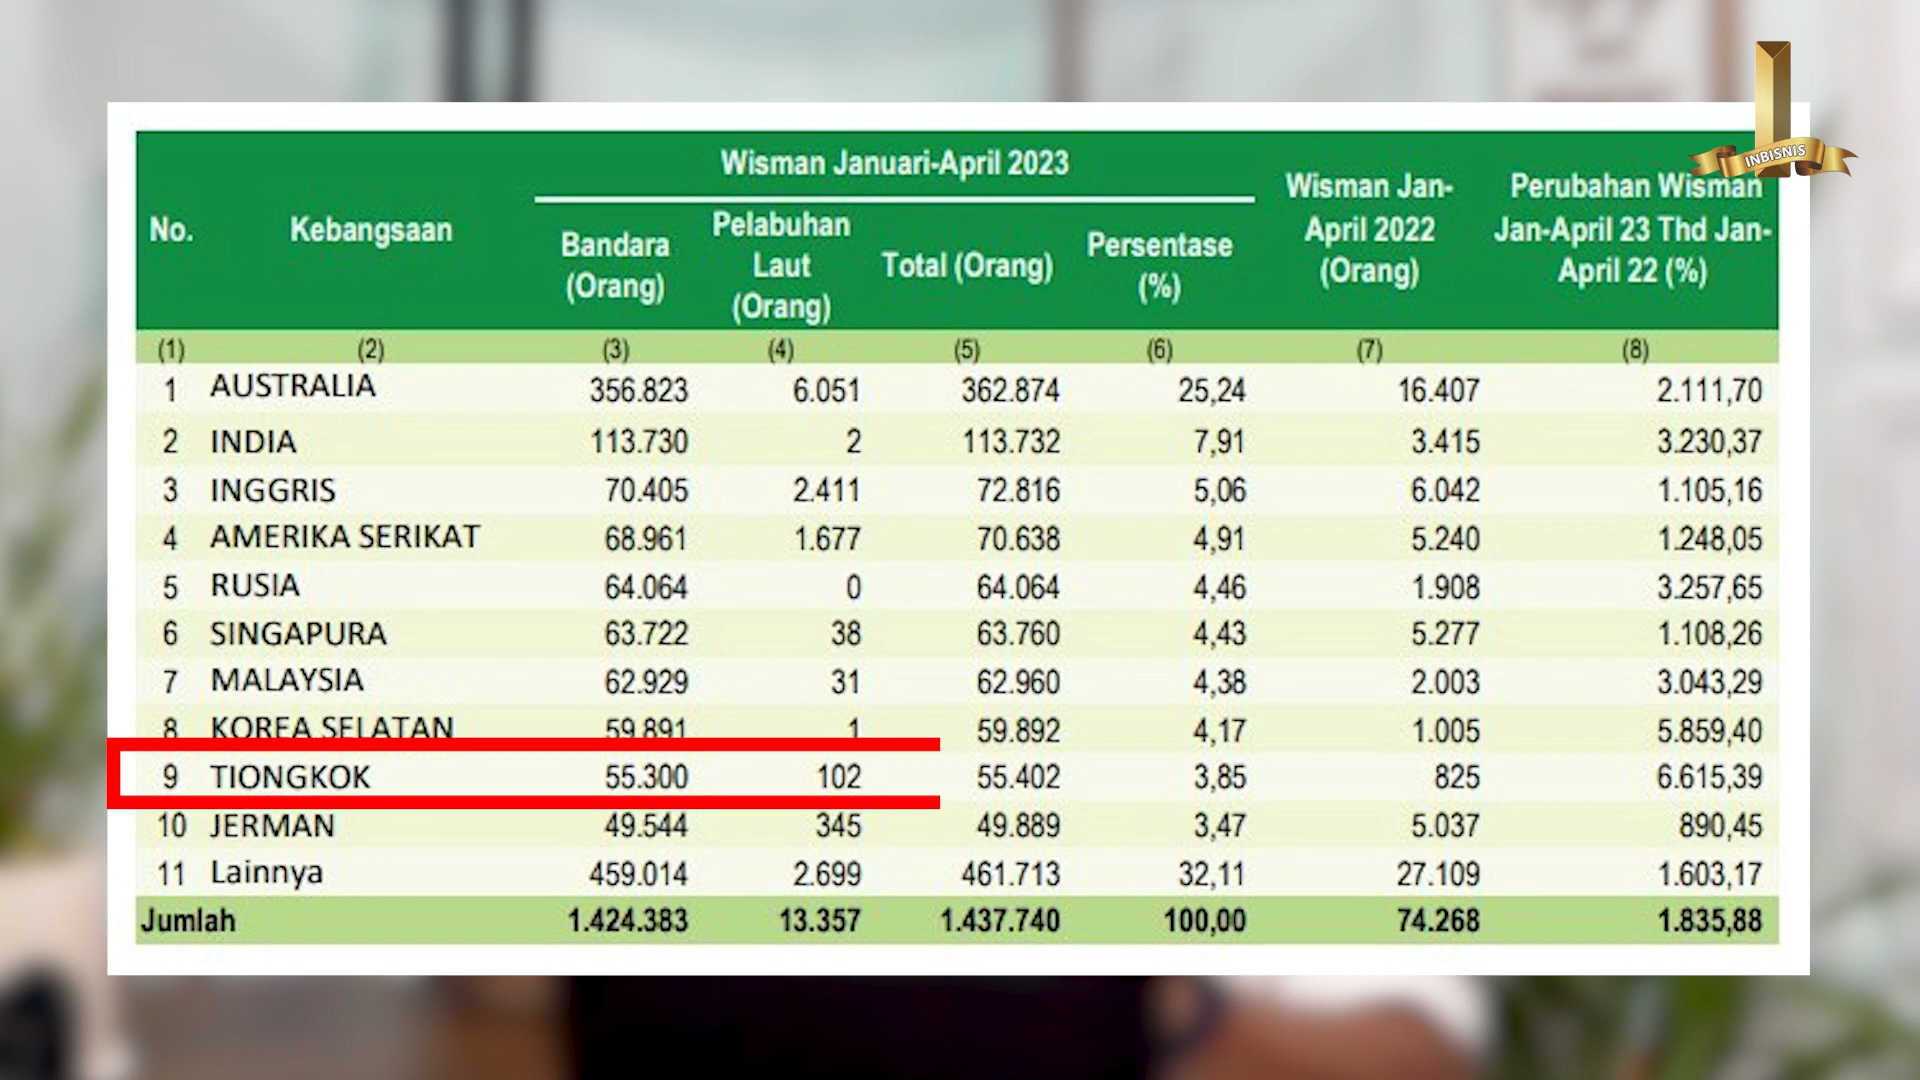 INBISNIS
Wisman Januari-April 2023
No.
Kebangsaan
Bandara
(Orang)
Pelabuhan
Laut
(Orang)
Total (Orang)
Persentase
(%)
Wisman Jan-
April 2022
(Orang)
Perubahan Wisman
Jan-April 23 Thd Jan-
April 22 (%)
(1) (2) (3) (4) (5) (6) (7) (8)
1 AUSTRALIA 356.823 6.051 362.874 25,24 16.407 2.111,70
2 INDIA 113.730 2 113.732 7,91 3.415 3.230,37
3 INGGRIS 70.405 2.411 72.816 5,06 6.042 1.105,16
4 AMERIKA SERIKAT 68.961 1.677 70.638 4,91 5.240 1.248,05
5 RUSIA 64.064 0 64.064 4,46 1.908 3.257,65
6 SINGAPURA 63.722 38 63.760 4,43 5.277 1.108,26
7 MALAYSIA 62.929 31 62.960 4,38 2.003 3.043,29
8 KOREA SELATAN 59.891 1 59.892 4,17 1.005 5.859,40
9 TIONGKOK 55.300 102 55.402 3,85 825 6.615,39
10 JERMAN 49.544 345 49.889 3,47 5.037 890,45
11 Lainnya 459.014 2.699 461.713 32,11 27.109 1.603,17
Jumlah 1.424.383 13.357 1.437.740 100,00 74.268 1.835,88